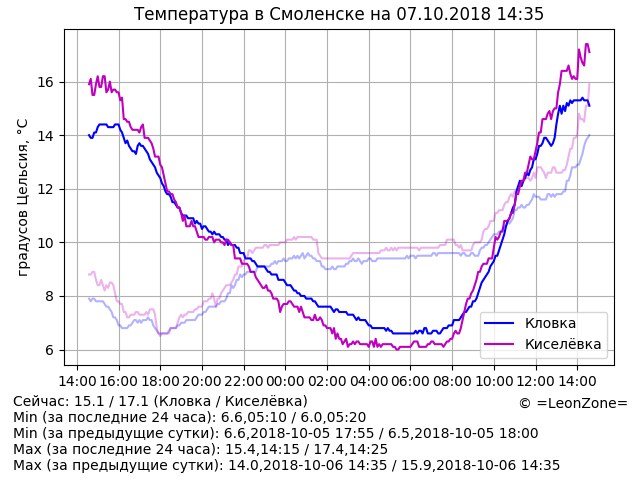 Температура в Смоленске на 07.10.2018 14:35
градусов Цельсия, °C
16
14
12
10
8
6
14:00 16:00 18:00 20:00 22:00 00:00 02:00 04:00 06:00 08:00 10:00 12:00 14:00
Кловка
Киселёвка
Сейчас: 15.1 / 17.1 (Кловка / Киселёвка)
© =LeonZone=
Min (за последние 24 часа): 6.6,05:10 / 6.0,05:20
Min (за предыдущие сутки): 6.6,2018-10-05 17:55 / 6.5,2018-10-05 18:00
Max (за последние 24 часа): 15.4,14:15 / 17.4,14:25
Max (за предыдущие сутки): 14.0,2018-10-06 14:35 / 15.9,2018-10-06 14:35